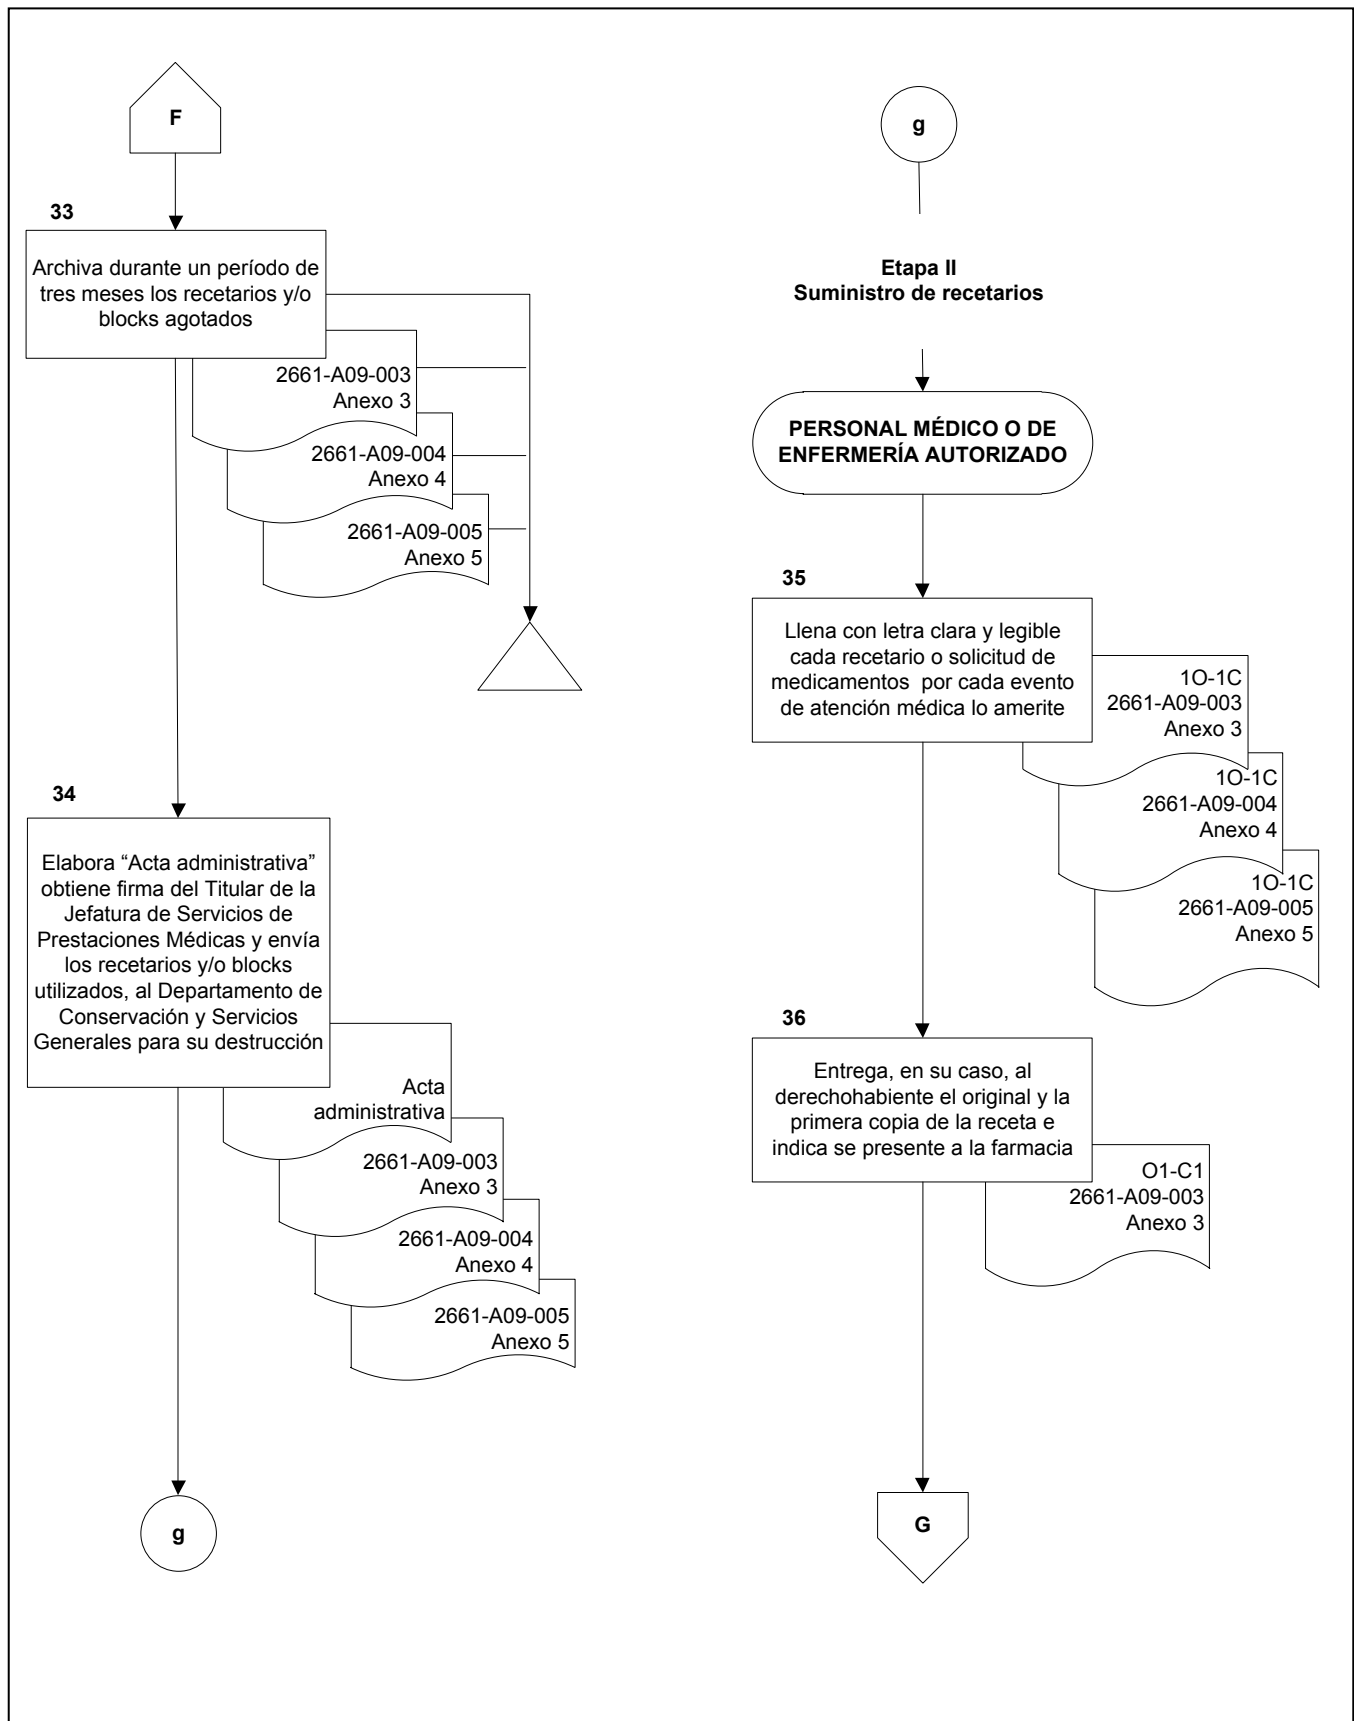 F
33
Archiva durante un período de
tres meses los recetarios y/o
blocks agotados
2661-A09-003
Anexo 3
2661-A09-004
Anexo 4
2661-A09-005
Anexo 5
34
Elabora “Acta administrativa”
obtiene firma del Titular de la
Jefatura de Servicios de
Prestaciones Médicas y envía
los recetarios y/o blocks
utilizados, al Departamento de
Conservación y Servicios
Generales para su destrucción
Acta
administrativa
2661-A09-003
Anexo 3
2661-A09-004
Anexo 4
2661-A09-005
Anexo 5
g
g
Etapa II
Suministro de recetarios
PERSONAL MÉDICO O DE
ENFERMERÍA AUTORIZADO
35
Llena con letra clara y legible
cada recetario o solicitud de
medicamentos por cada evento
de atención médica lo amerite
1O-1C
2661-A09-003
Anexo 3
1O-1C
2661-A09-004
Anexo 4
1O-1C
2661-A09-005
Anexo 5
36
Entrega, en su caso, al
derechohabiente el original y la
primera copia de la receta e
indica se presente a la farmacia
O1-C1
2661-A09-003
Anexo 3
G